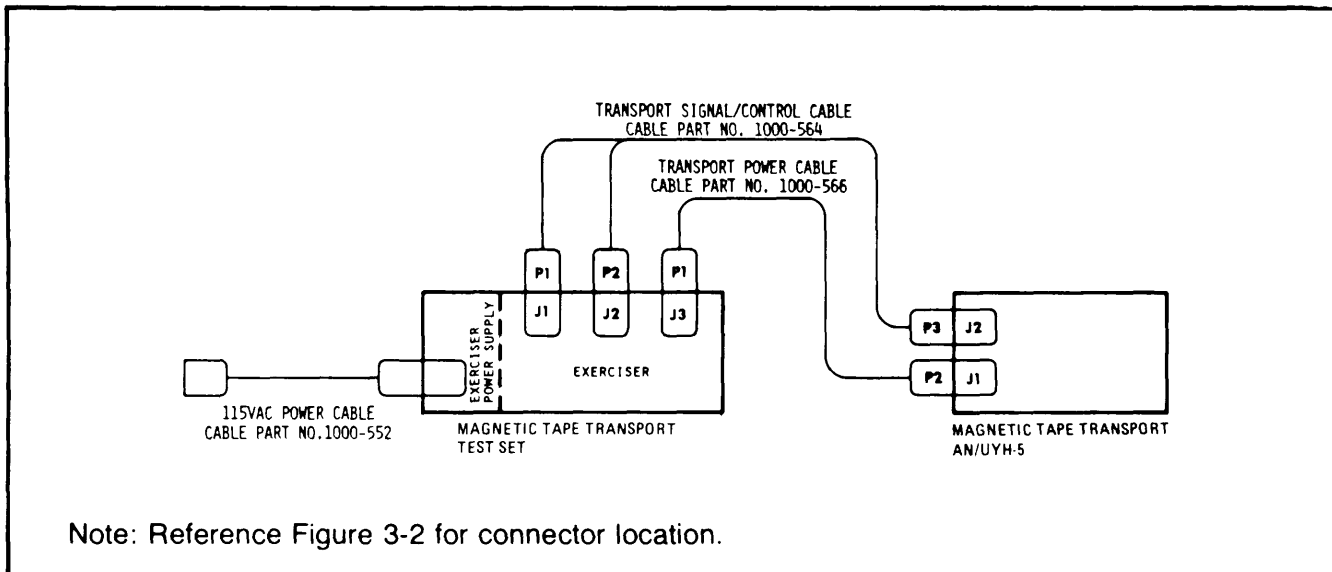 TRANSPORT SIGNAL/CONTROL CABLE
CABLE PART NO. 1000-564
TRANSPORT POWER CABLE
CABLE PART NO. 1000-566
P1
P2
P1
J1
J2
J3
EXERCISER
POWER SUPPLY
EXERCISER
P3
J2
P2
J1
115VAC POWER CABLE
CABLE PART NO.1000-552
MAGNETIC TAPE TRANSPORT
TEST SET
MAGNETIC TAPE TRANSPORT
AN/UYH-5
Note: Reference Figure 3-2 for connector location.